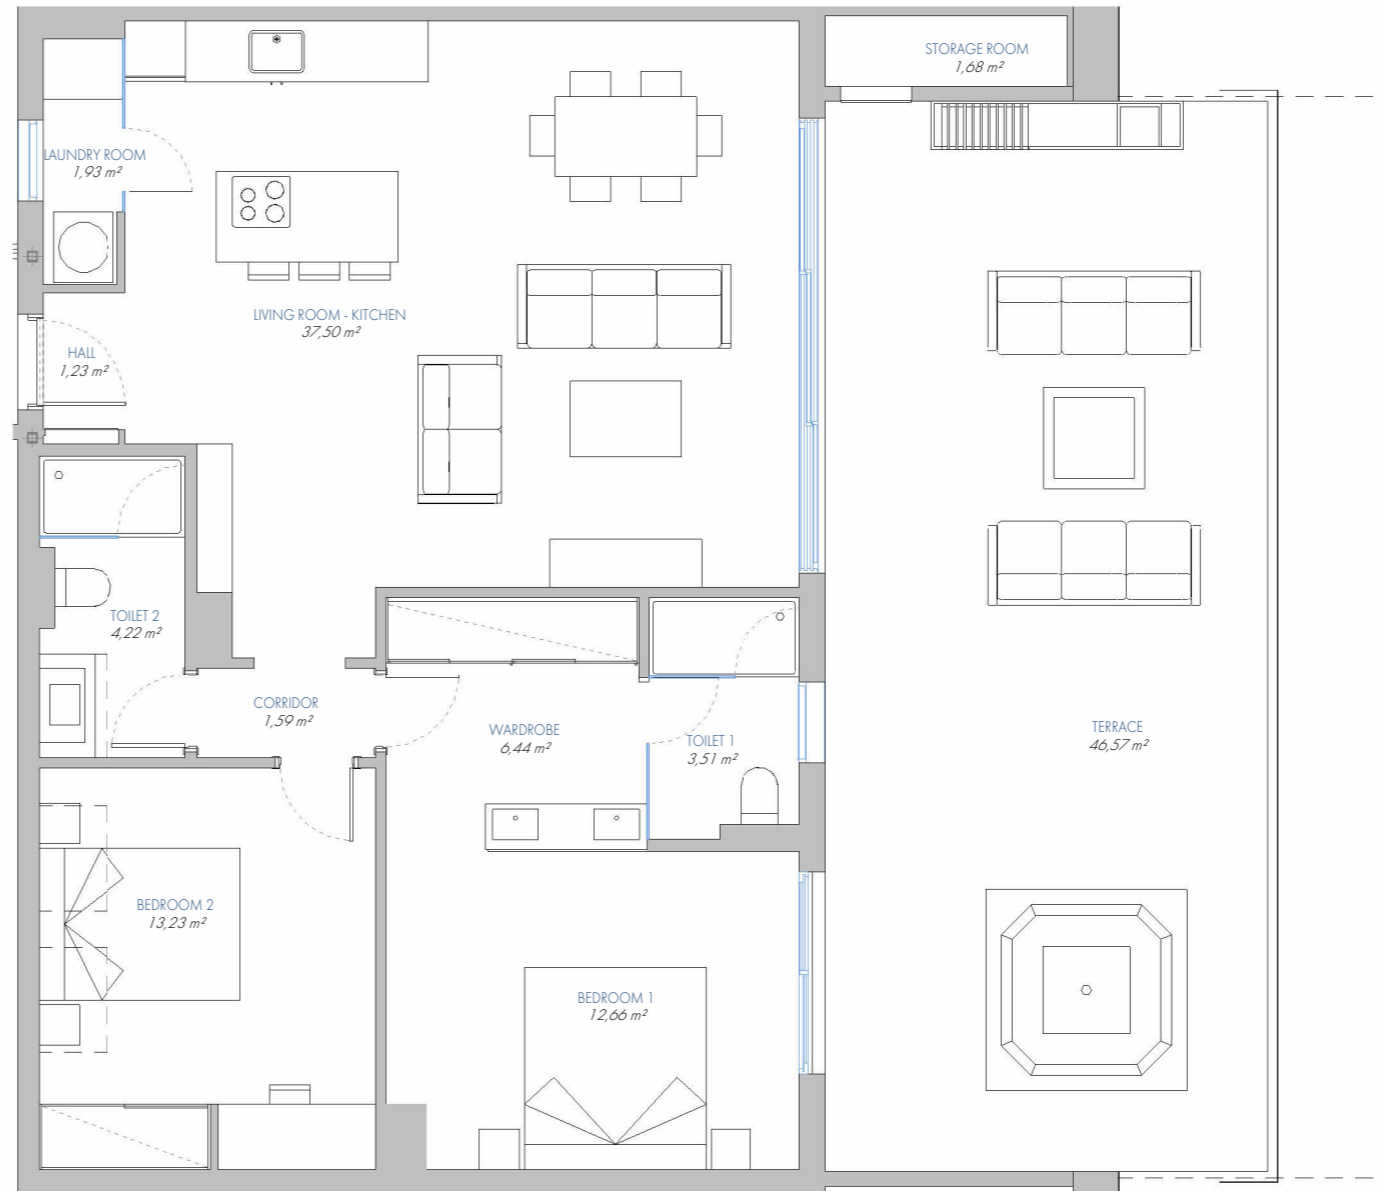 STORAGE ROOM
1,68 m²
LAUNDRY ROOM
1,93 m²
LIVING ROOM - KITCHEN
37,50 m²
HALL
1,23 m²
TOILET 2
4,22 m²
CORRIDOR
1,59 m²
WARDROBE
6,44 m²
TOILET 1
3,51 m²
TERRACE
46,57 m²
BEDROOM 2
13,23 m²
BEDROOM 1
12,66 m²